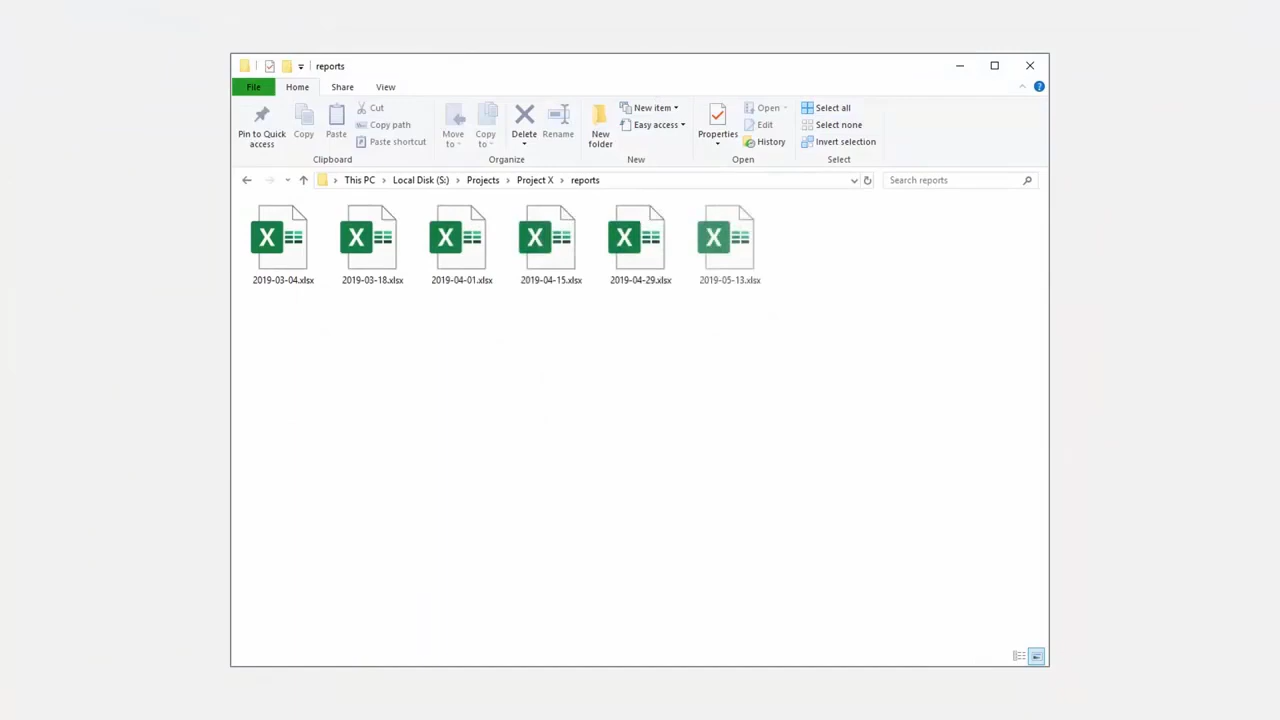 reports
File Home Share View
Pin to Quick access
Copy
Paste
Cut
Copy path
Paste shortcut
Clipboard
Move to
Copy to
Delete
Rename
Organize
New folder
New item
Easy access
New
Properties
Open
Edit
History
Open
Select all
Select none
Invert selection
Select
This PC › Local Disk (S:) › Projects › Project X › reports
Search reports
2019-03-04.xlsx
2019-03-18.xlsx
2019-04-01.xlsx
2019-04-15.xlsx
2019-04-29.xlsx
2019-05-13.xlsx